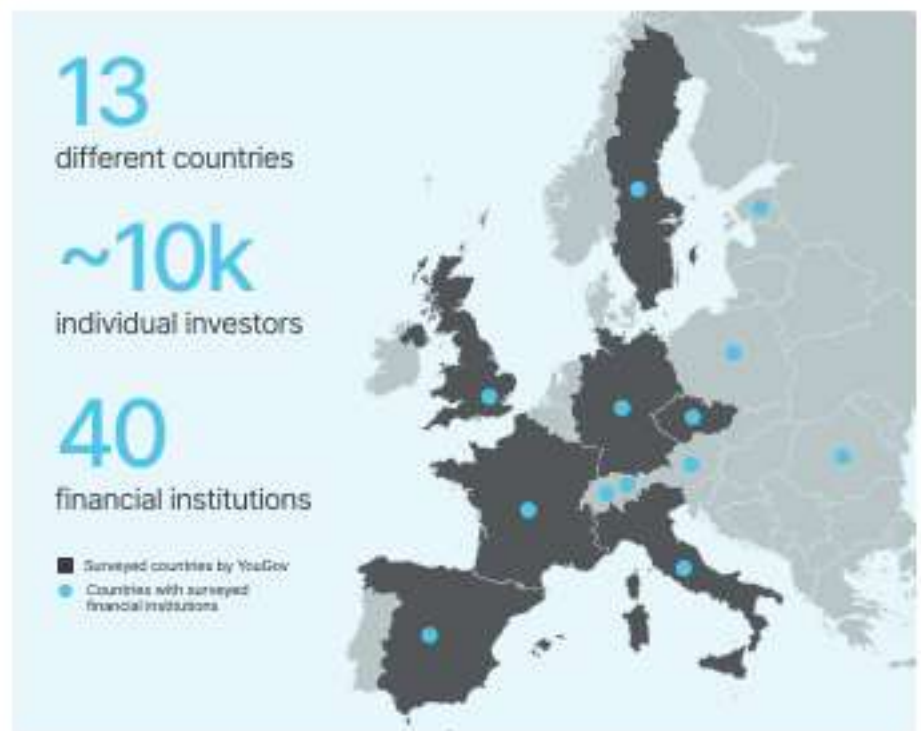 13
different countries
~10k
individual investors
40
financial institutions
Surveyed countries by YouGov
Countries with surveyed
financial institutions